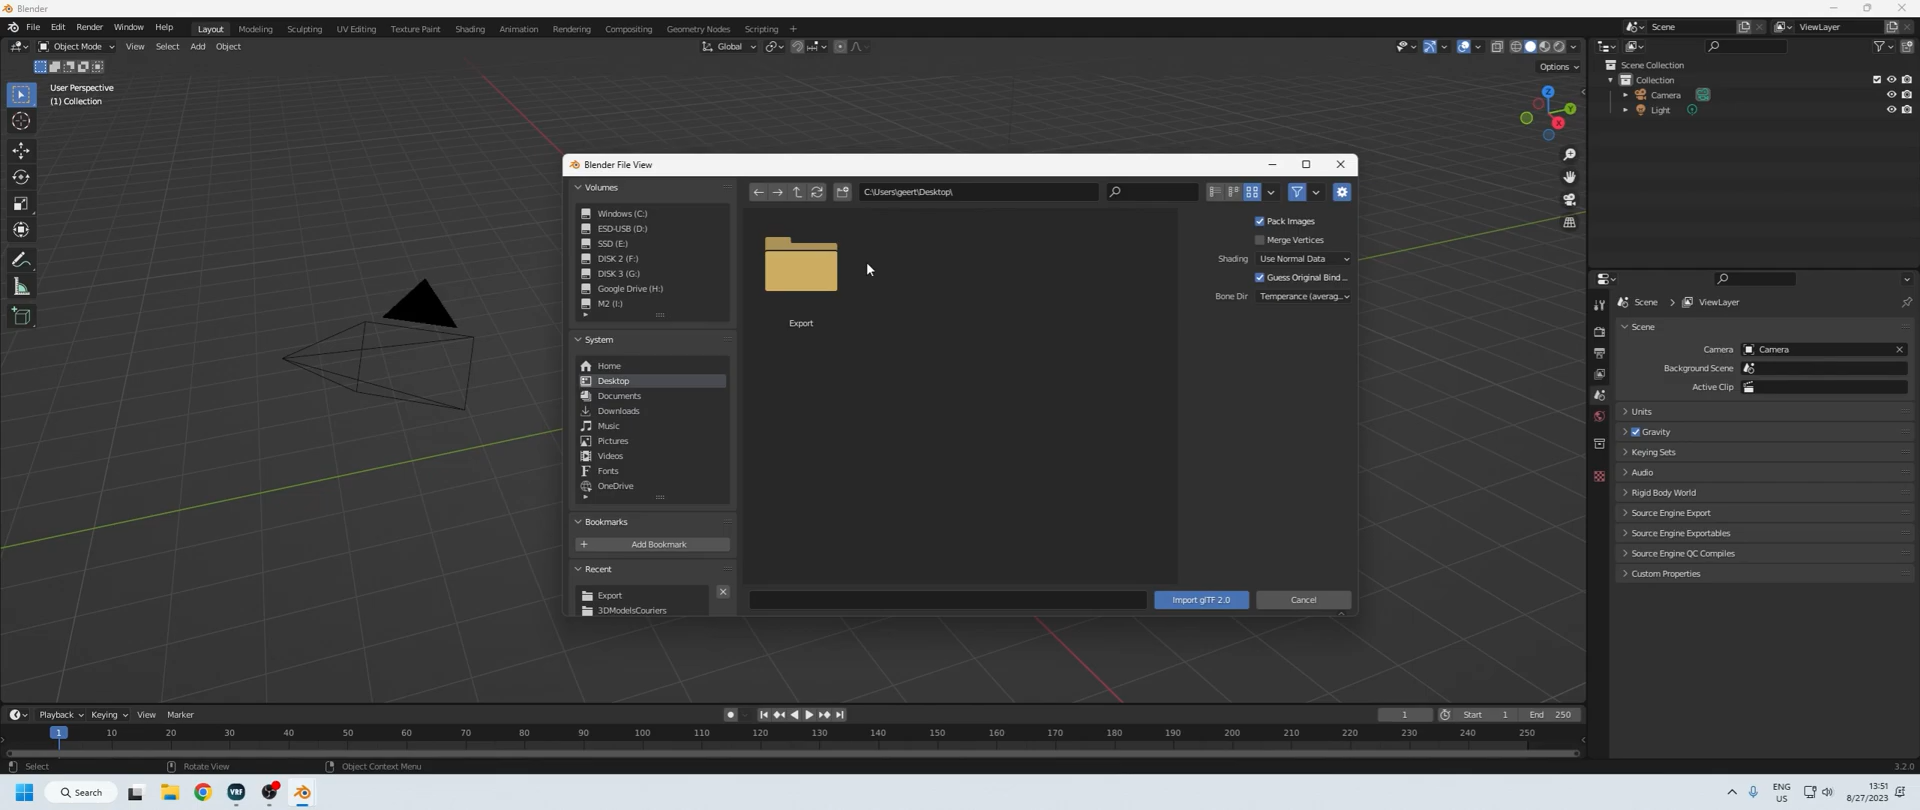 Blender
File Edit Render Window Help Layout Modeling Sculpting UV Editing Texture Paint Shading Animation Rendering Compositing Geometry Nodes Scripting + Scene ViewLayer
Object Mode View Select Add Object Global
Options
User Perspective
(1) Collection
Z
Y
X
Scene Collection
Collection
Camera
Light
Blender File View
Volumes
Windows (C:)
ESD-USB (D:)
SSD (E:)
DISK 2 (F:)
DISK 3 (G:)
Google Drive (H:)
M2 (I:)
System
Home
Desktop
Documents
Downloads
Music
Pictures
Videos
Fonts
OneDrive
Bookmarks
Add Bookmark
Recent
Export
3DModelsCouriers
C:\Users\geert\Desktop\
Export
Pack Images
Merge Vertices
Shading Use Normal Data
Guess Original Bind ...
Bone Dir Temperance (averag...
Import glTF 2.0 Cancel
Scene > ViewLayer
Scene
Camera Camera
Background Scene
Active Clip
Units
Gravity
Keying Sets
Audio
Rigid Body World
Source Engine Export
Source Engine Exportables
Source Engine QC Compiles
Custom Properties
Playback Keying View Marker 1 Start 1 End 250
1 10 20 30 40 50 60 70 80 90 100 110 120 130 140 150 160 170 180 190 200 210 220 230 240 250
Select Rotate View Object Context Menu 3.2.0
Search VRF ENG
US 13:51
8/27/2023